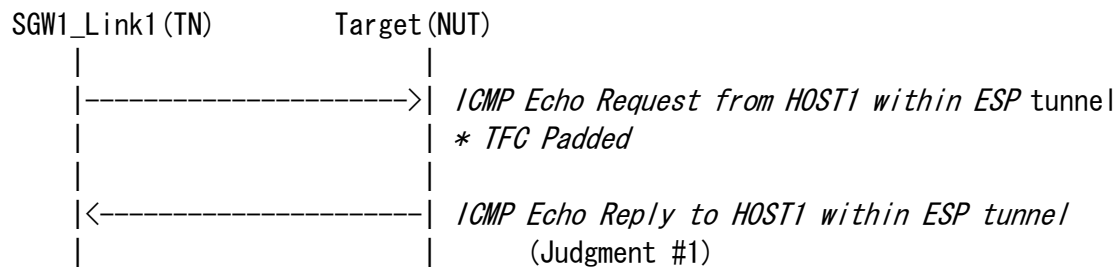 SGW1_Link1(TN) Target(NUT)
| |
|---------------------->| ICMP Echo Request from HOST1 within ESP tunnel
| | * TFC Padded
| |
|<----------------------| ICMP Echo Reply to HOST1 within ESP tunnel
| | (Judgment #1)